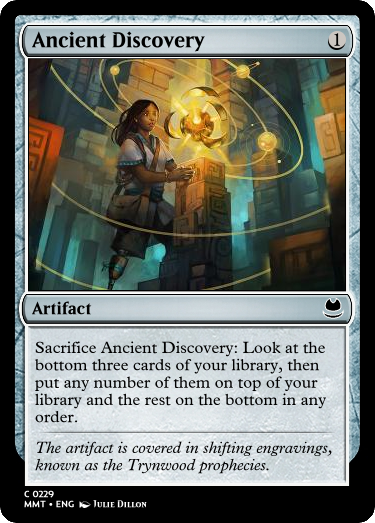 Ancient Discovery 1
Artifact
Sacrifice Ancient Discovery: Look at the
bottom three cards of your library, then
put any number of them on top of your
library and the rest on the bottom in any
order.
The artifact is covered in shifting engravings,
known as the Trynwood prophecies.
C 0229
MMT • ENG JULIE DILLON